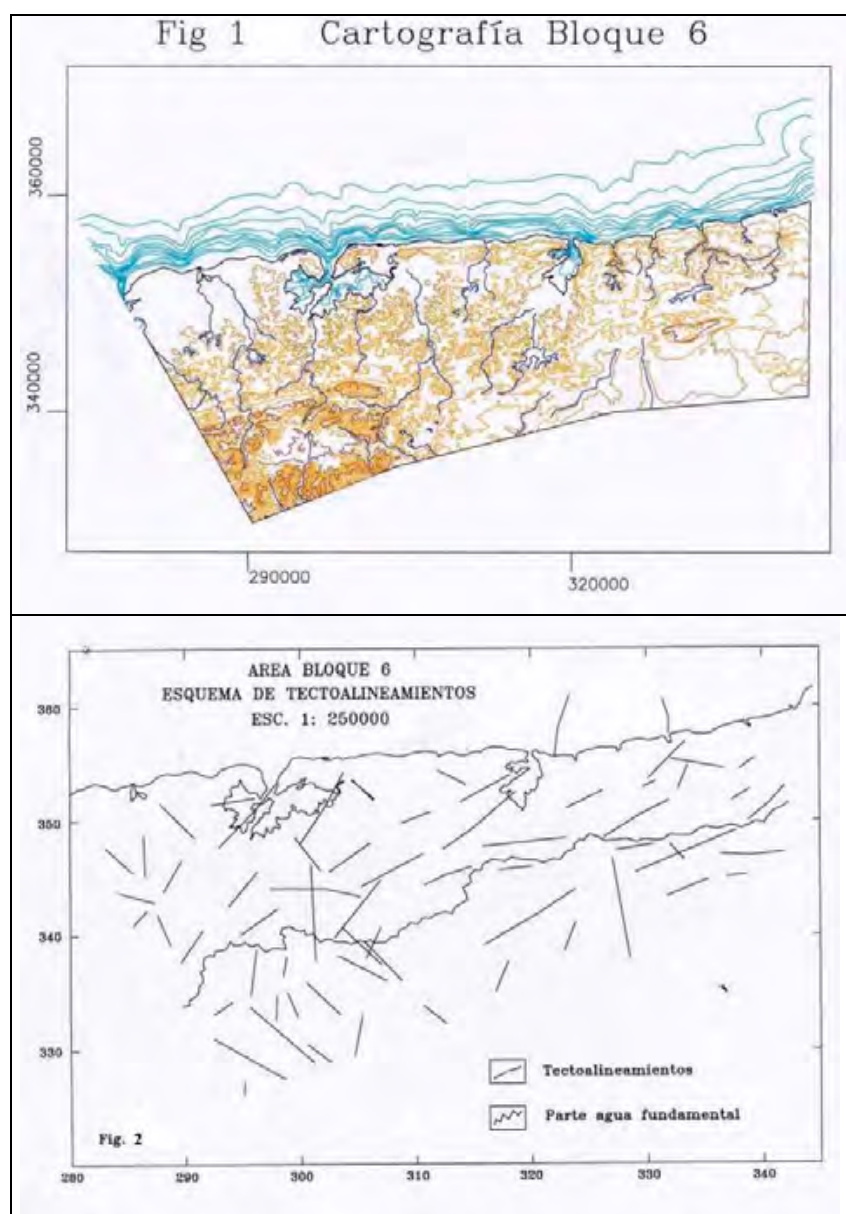 Fig 1 Cartografía Bloque 6
360000
340000
290000
320000
AREA BLOQUE 6
ESQUEMA DE TECTOALINEAMIENTOS
ESC. 1: 250000
360
350
340
330
Tectoalineamientos
Parte agua fundamental
Fig. 2
280
290
300
310
320
330
340